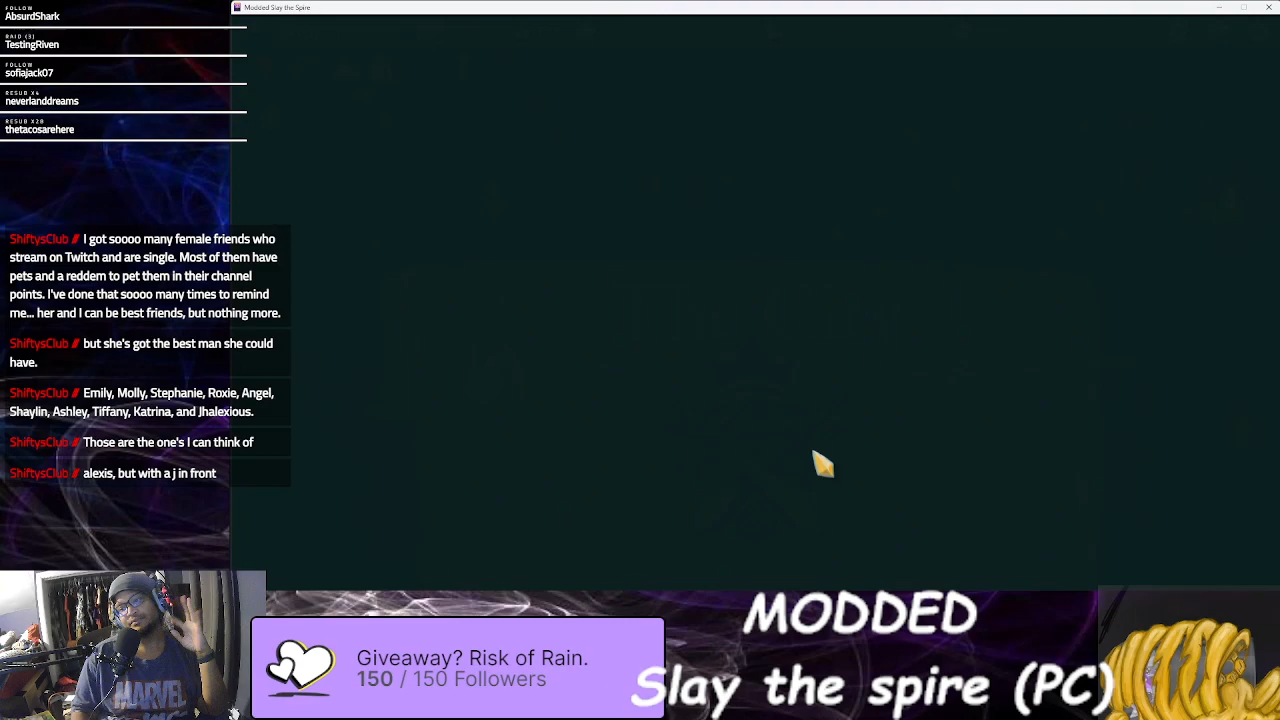 FOLLOW
AbsurdShark
RAID (3)
TestingRiven
FOLLOW
sofiajack07
RESUB X4
neverlanddreams
RESUB X28
thetacosarehere
Modded Slay the Spire
ShiftysClub // I got soooo many female friends who
stream on Twitch and are single. Most of them have
pets and a reddem to pet them in their channel
points. I've done that soooo many times to remind
me... her and I can be best friends, but nothing more.
ShiftysClub // but she's got the best man she could
have.
ShiftysClub // Emily, Molly, Stephanie, Roxie, Angel,
Shaylin, Ashley, Tiffany, Katrina, and Jhalexious.
ShiftysClub // Those are the one's I can think of
ShiftysClub // alexis, but with a j in front
MARVEL
Giveaway? Risk of Rain.
150 / 150 Followers
MODDED
Slay the spire (PC)